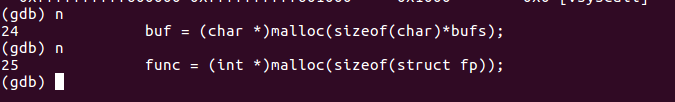 (gdb) n
24 buf = (char *)malloc(sizeof(char)*bufs);
(gdb) n
25 func = (int *)malloc(sizeof(struct fp));
(gdb)